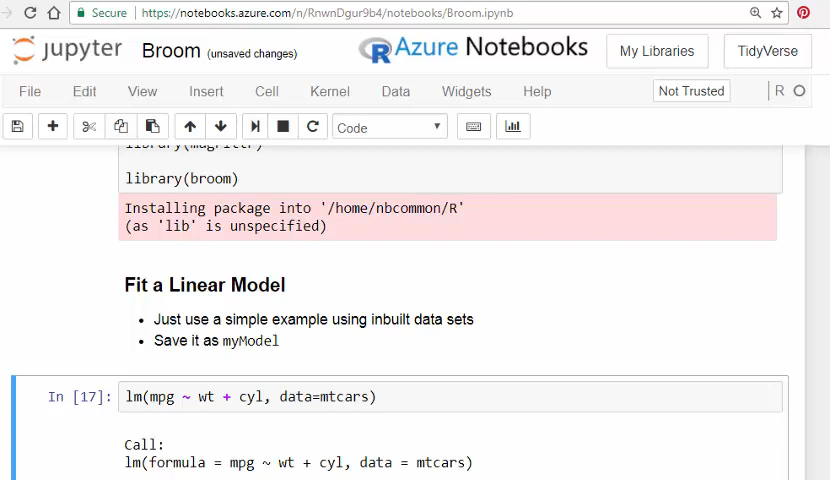 Secure https://notebooks.azure.com/n/RnwnDgur9b4/notebooks/Broom.ipynb
jupyter Broom (unsaved changes) R Azure Notebooks My Libraries TidyVerse
File Edit View Insert Cell Kernel Data Widgets Help Not Trusted R
Code
library(magrittr)
library(broom)
Installing package into '/home/nbcommon/R'
(as 'lib' is unspecified)
Fit a Linear Model
• Just use a simple example using inbuilt data sets
• Save it as myModel
In [17]: lm(mpg ~ wt + cyl, data=mtcars)
Call:
lm(formula = mpg ~ wt + cyl, data = mtcars)